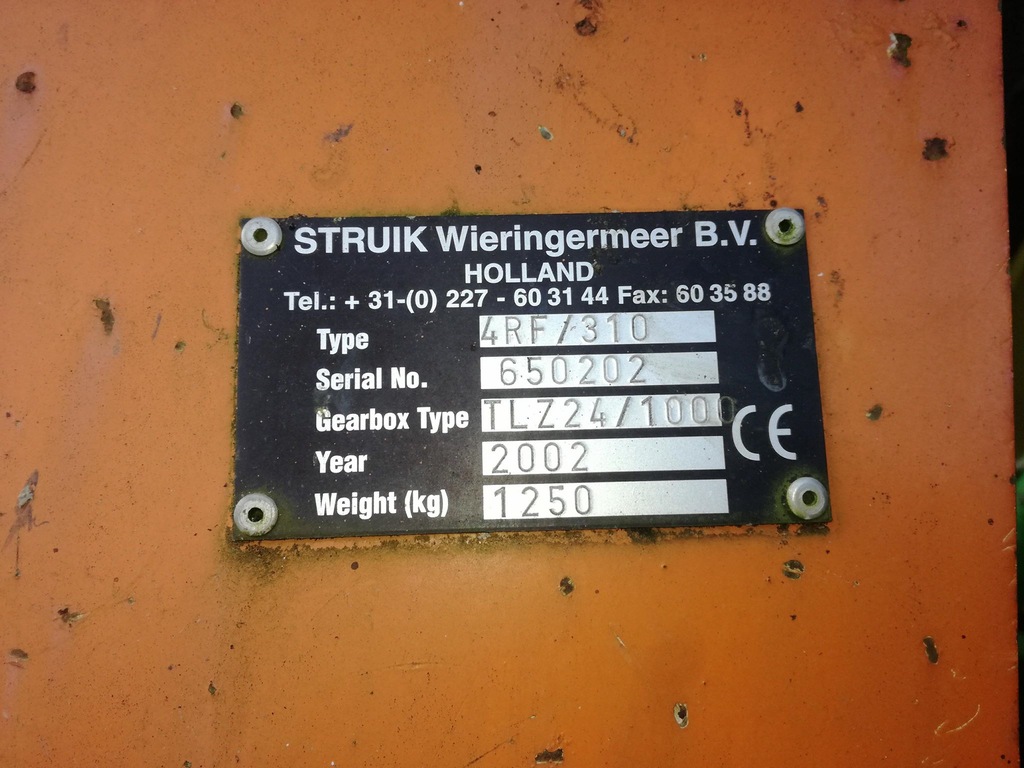 STRUIK Wieringermeer B.V.
HOLLAND
Tel.: + 31-(0) 227 - 60 31 44 Fax: 60 35 88
Type 4RF/310
Serial No. 650202
Gearbox Type TLZ24/1000
Year 2002
Weight (kg) 1250
CE